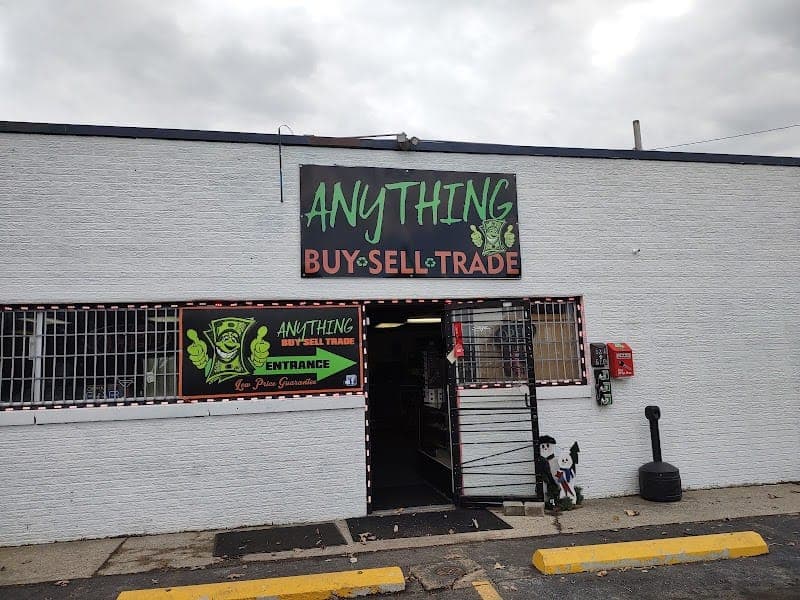 ANYTHING
BUY SELL TRADE
ANYTHING
BUY SELL TRADE
ENTRANCE
Low Price Guarantee